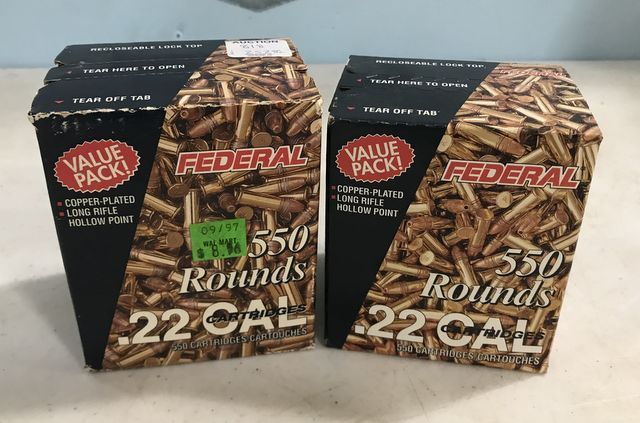 AUCTION
RECLOSEABLE LOCK TOP
TEAR HERE TO OPEN
TEAR OFF TAB
VALUE
PACK!
FEDERAL
COPPER-PLATED
LONG RIFLE
HOLLOW POINT
09/97
WAL MART
550
Rounds
.22 CAL
CARTRIDGES
550 CARTRIDGES/CARTOUCHES
RECLOSEABLE LOCK TOP
TEAR HERE TO OPEN
TEAR OFF TAB
VALUE
PACK!
FEDERAL
COPPER-PLATED
LONG RIFLE
HOLLOW POINT
550
Rounds
.22 CAL
CARTRIDGES
550 CARTRIDGES/CARTOUCHES